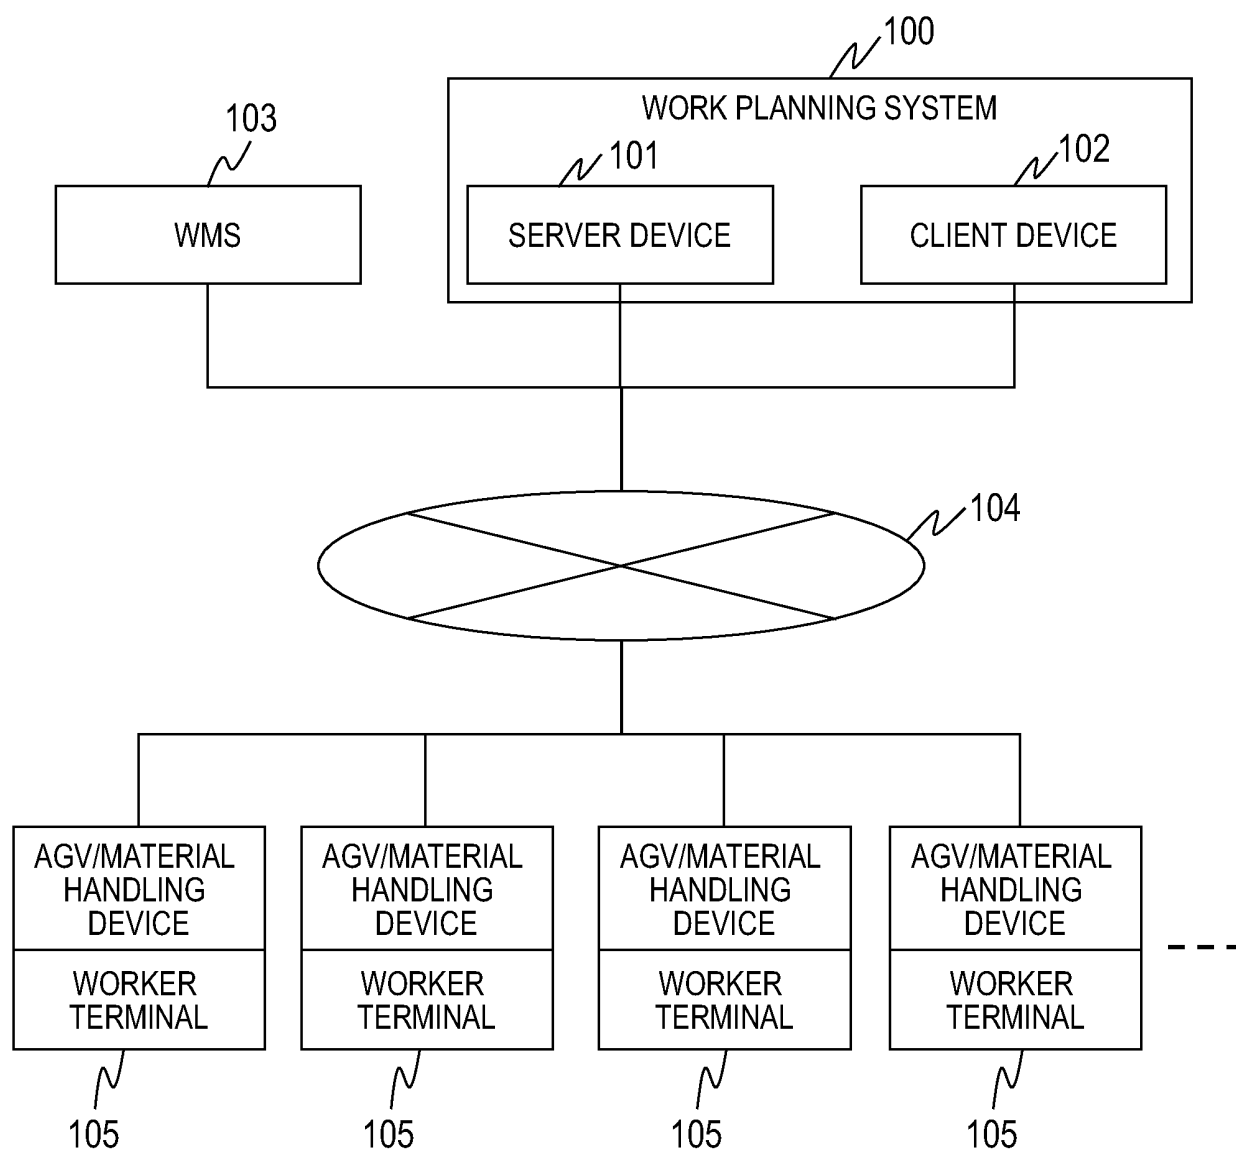 100
WORK PLANNING SYSTEM
103
101
102
WMS
SERVER DEVICE
CLIENT DEVICE
104
AGV/MATERIAL
HANDLING
DEVICE
WORKER
TERMINAL
105
AGV/MATERIAL
HANDLING
DEVICE
WORKER
TERMINAL
105
AGV/MATERIAL
HANDLING
DEVICE
WORKER
TERMINAL
105
AGV/MATERIAL
HANDLING
DEVICE
WORKER
TERMINAL
105